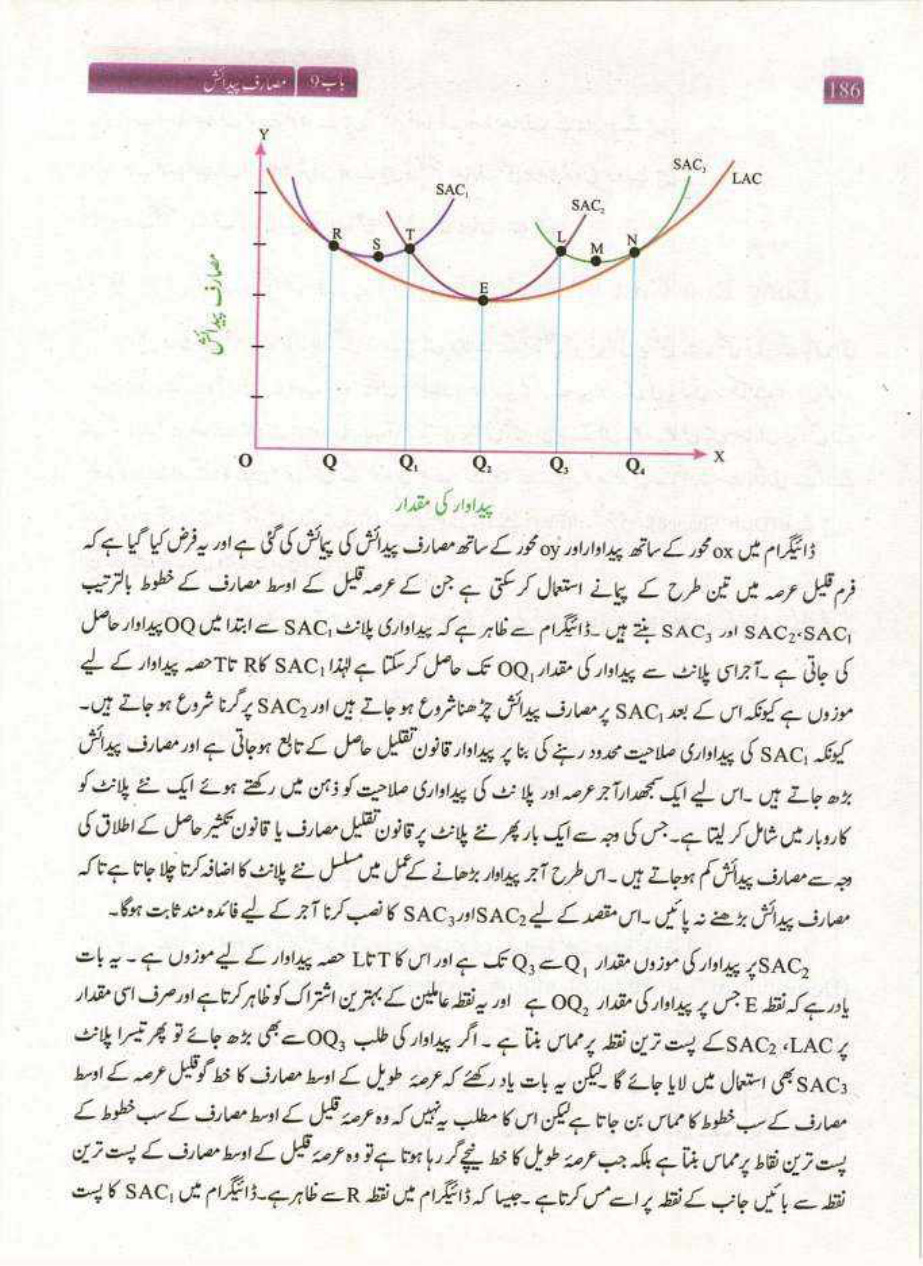 باب 9 مصارف پیدائش
186
Y
SAC₁
SAC₂
SAC₃
LAC
R
S
T
E
L
M
N
مصارف پیدائش
O Q Q₁ Q₂ Q₃ Q₄ X
پیداوار کی مقدار
ڈائیگرام میں ox محور کے ساتھ پیداوار اور oy محور کے ساتھ مصارف پیدائش کی پیمائش کی گئی ہے اور یہ فرض کیا گیا ہے کہ
فرم قلیل عرصہ میں تین طرح کے پیمانے استعمال کر سکتی ہے جن کے عرصہ قلیل کے اوسط مصارف کے خطوط بالترتیب
SAC₂،SAC₁ اور SAC₃ بنتے ہیں ۔ڈائیگرام سے ظاہر ہے کہ پیداواری پلانٹ SAC₁ سے ابتدا میں OQ پیداوار حاصل
کی جاتی ہے ۔آجراسی پلانٹ سے پیداوار کی مقدار OQ₁ تک حاصل کر سکتا ہے لہٰذا SAC₁ کا R تا T حصہ پیداوار کے لیے
موزوں ہے کیونکہ اس کے بعد SAC₁ پر مصارف پیدائش چڑھنا شروع ہو جاتے ہیں اور SAC₂ پر گرنا شروع ہو جاتے ہیں۔
کیونکہ SAC₁ کی پیداواری صلاحیت محدود رہنے کی بنا پر پیداوار قانون تقلیل حاصل کے تابع ہوجاتی ہے اور مصارف پیدائش
بڑھ جاتے ہیں ۔اس لیے ایک سمجھدارآجر عرصہ اور پلا نٹ کی پیداواری صلاحیت کو ذہن میں رکھتے ہوئے ایک نئے پلانٹ کو
کاروبار میں شامل کر لیتا ہے۔جس کی وجہ سے ایک بار پھر نئے پلانٹ پر قانون تقلیل مصارف یا قانون تکثیر حاصل کے اطلاق کی
وجہ سے مصارف پیدائش کم ہوجاتے ہیں ۔اس طرح آجر پیداوار بڑھانے کے عمل میں مسلسل نئے پلانٹ کا اضافہ کرتا چلا جاتا ہے تا کہ
مصارف پیدائش بڑھنے نہ پائیں ۔اس مقصد کے لیے SAC₂ اور SAC₃ کا نصب کرنا آجر کے لیے فائدہ مند ثابت ہوگا۔
SAC₂ پر پیداوار کی موزوں مقدار Q₁ سے Q₃ تک ہے اور اس کا T تا L حصہ پیداوار کے لیے موزوں ہے ۔ یہ بات
یادرہے کہ نقطہ E جس پر پیداوار کی مقدار OQ₂ ہے اور یہ نقطہ عاملین کے بہترین اشتراک کو ظاہر کرتا ہے اور صرف اسی مقدار
پر SAC₂ ،LAC کے پست ترین نقطہ پر مماس بنتا ہے ۔ اگر پیداوار کی طلب OQ₃ سے بھی بڑھ جائے تو پھر تیسرا پلانٹ
SAC₃ بھی استعمال میں لایا جائے گا ۔لیکن یہ بات یاد رکھئے کہ عرصۂ طویل کے اوسط مصارف کا خط گو قلیل عرصہ کے اوسط
مصارف کے سب خطوط کا مماس بن جاتا ہے لیکن اس کا مطلب یہ نہیں کہ وہ عرصۂ قلیل کے اوسط مصارف کے سب خطوط کے
پست ترین نقاط پر مماس بنتا ہے بلکہ جب عرصۂ طویل کا خط نیچے گر رہا ہوتا ہے تو وہ عرصۂ قلیل کے اوسط مصارف کے پست ترین
نقطہ سے بائیں جانب کے نقطہ پر اسے مس کرتا ہے ۔جیسا کہ ڈائیگرام میں نقطہ R سے ظاہر ہے۔ڈائیگرام میں SAC₁ کا پست